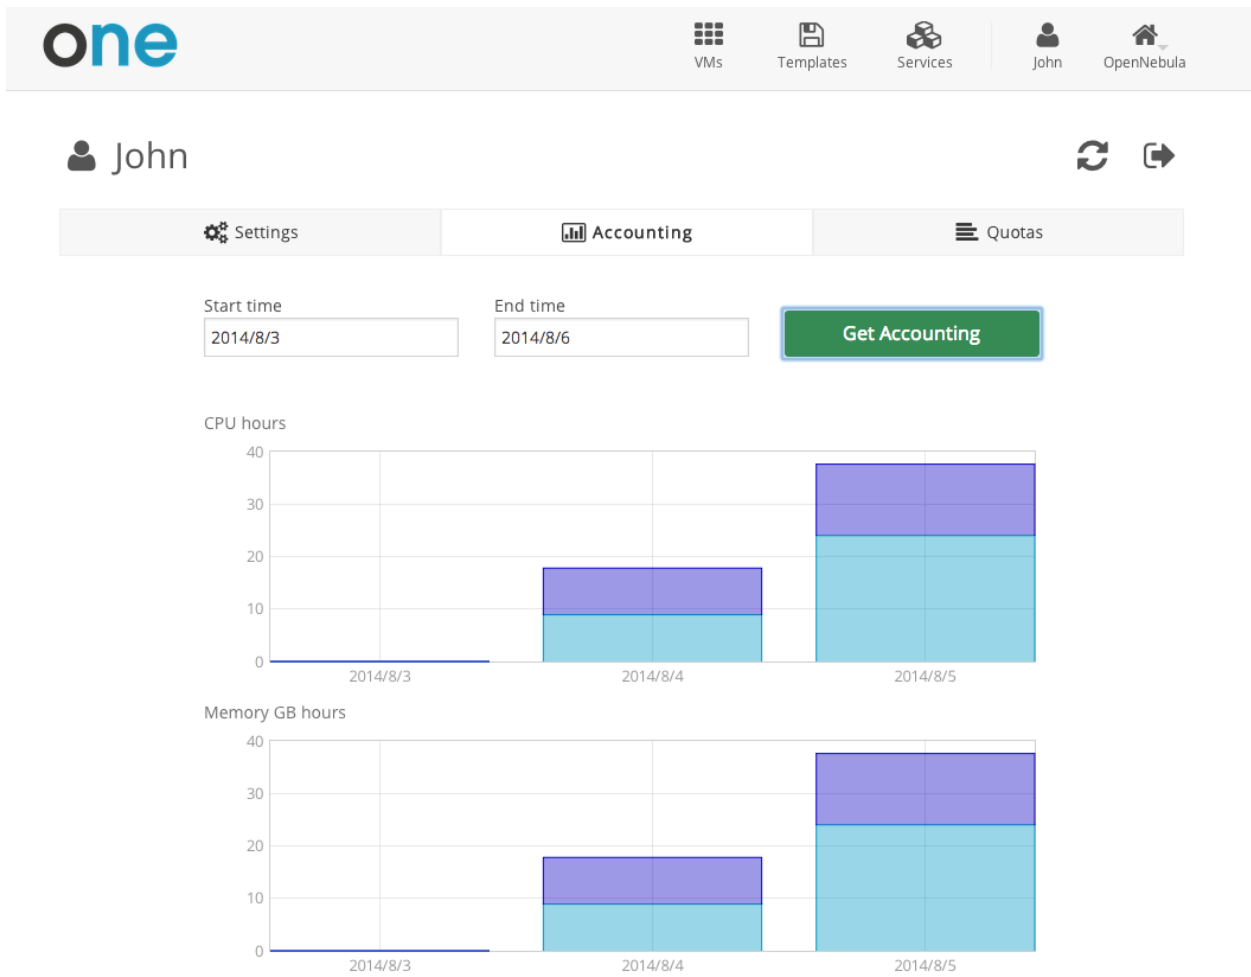 one
VMs
Templates
Services
John
OpenNebula
John
Settings
Accounting
Quotas
Start time
End time
2014/8/3
2014/8/6
Get Accounting
CPU hours
40
30
20
10
0
2014/8/3
2014/8/4
2014/8/5
Memory GB hours
40
30
20
10
0
2014/8/3
2014/8/4
2014/8/5